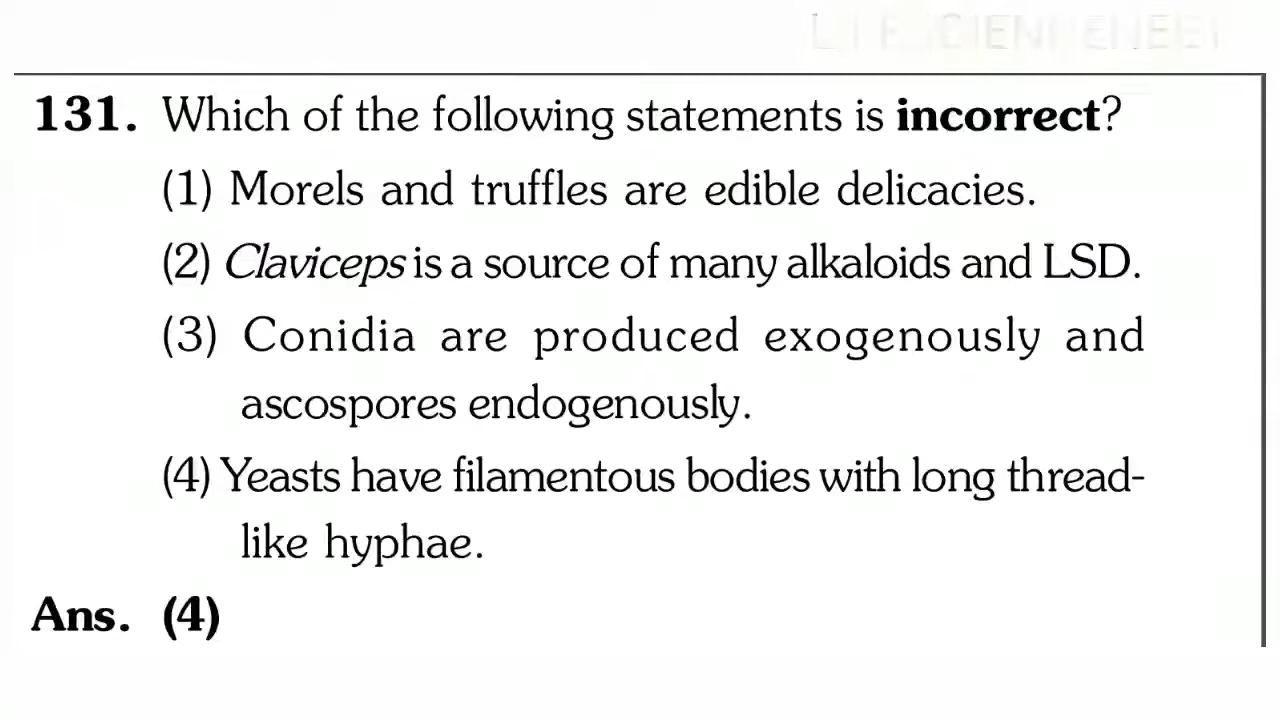 131. Which of the following statements is incorrect?
(1) Morels and truffles are edible delicacies.
(2) Claviceps is a source of many alkaloids and LSD.
(3) Conidia are produced exogenously and
ascospores endogenously.
(4) Yeasts have filamentous bodies with long thread-
like hyphae.
Ans. (4)